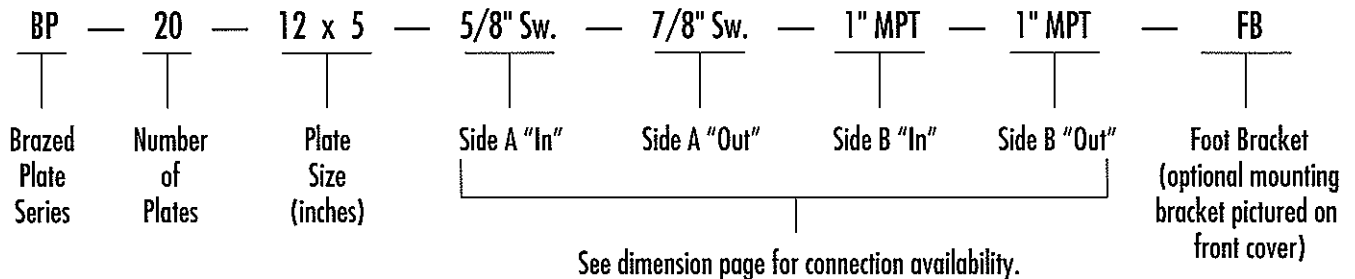 BP — 20 — 12 x 5 — 5/8" Sw. — 7/8" Sw. — 1" MPT — 1" MPT — FB
Brazed
Plate
Series
Number
of
Plates
Plate
Size
(inches)
Side A "In"
Side A "Out"
Side B "In"
Side B "Out"
Foot Bracket
(optional mounting
bracket pictured on
front cover)
See dimension page for connection availability.